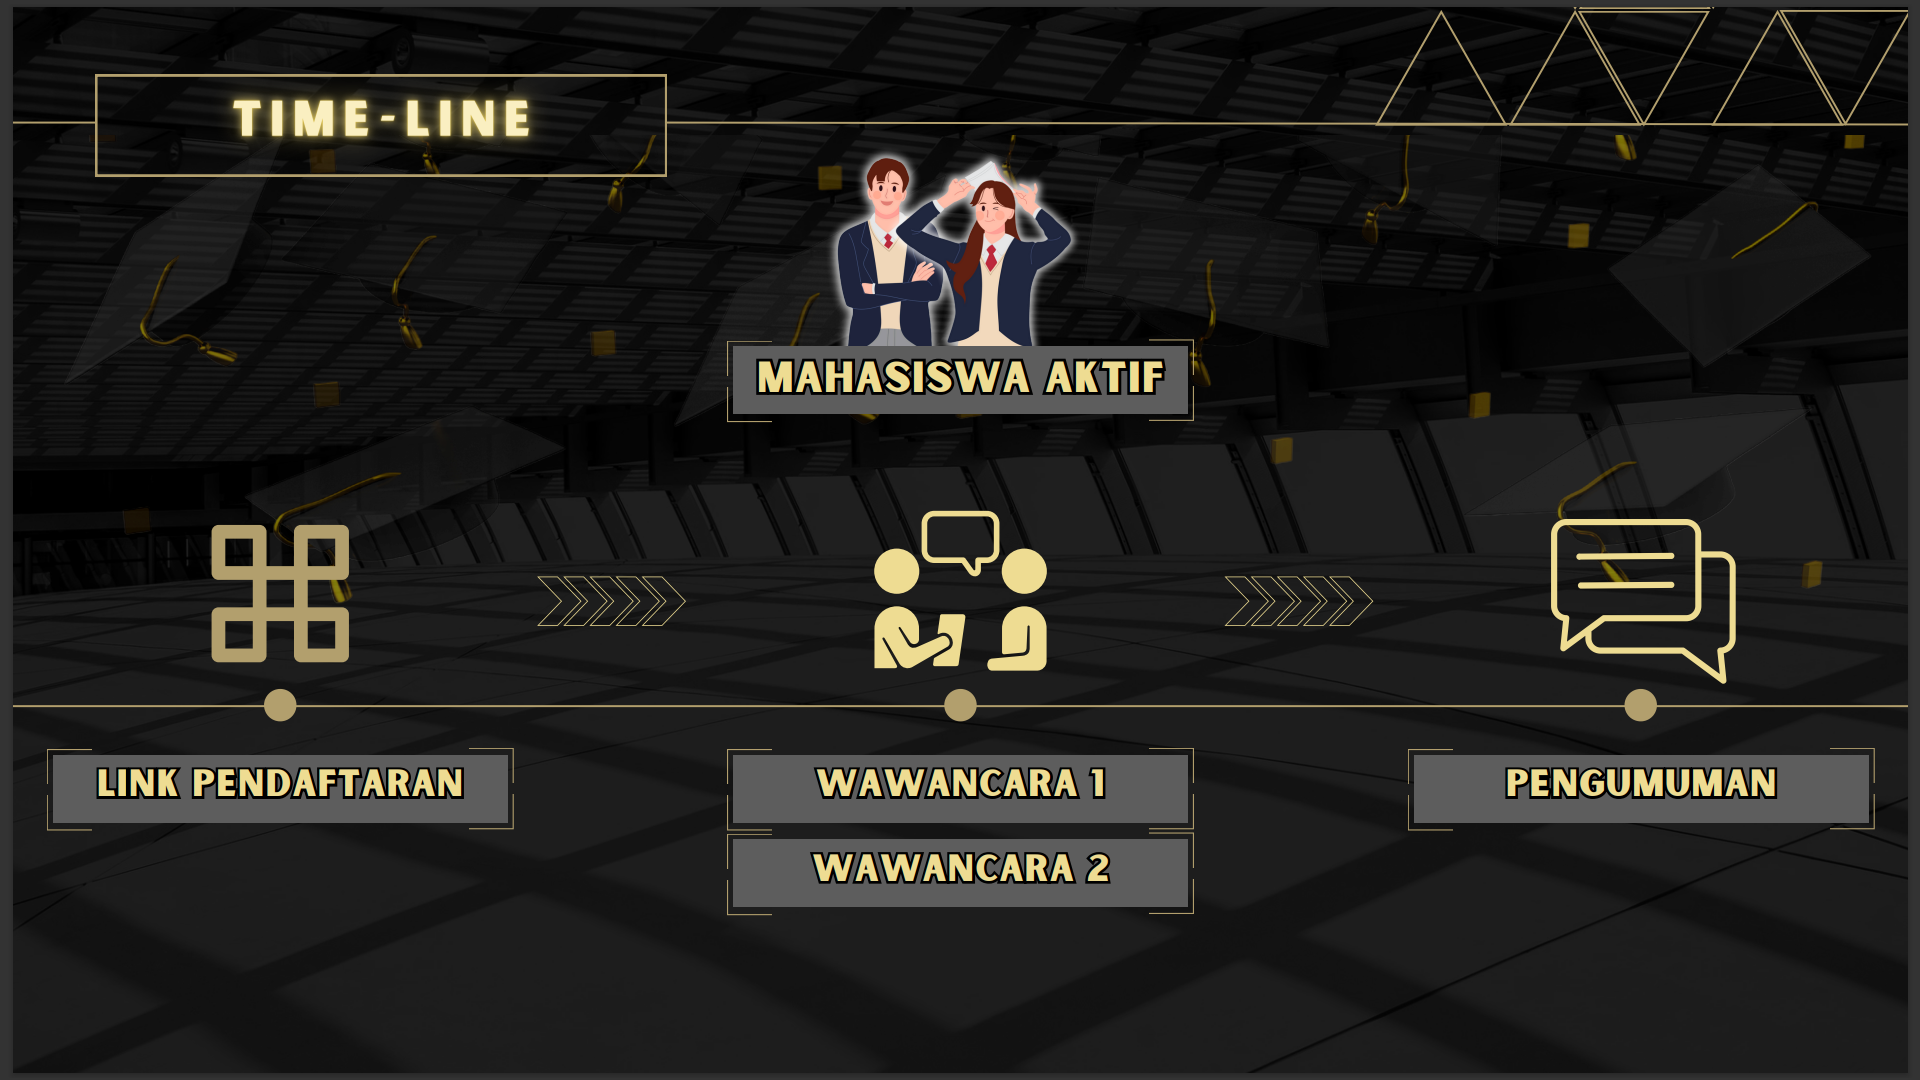 TIME-LINE
MAHASISWA AKTIF
LINK PENDAFTARAN
WAWANCARA 1
WAWANCARA 2
PENGUMUMAN